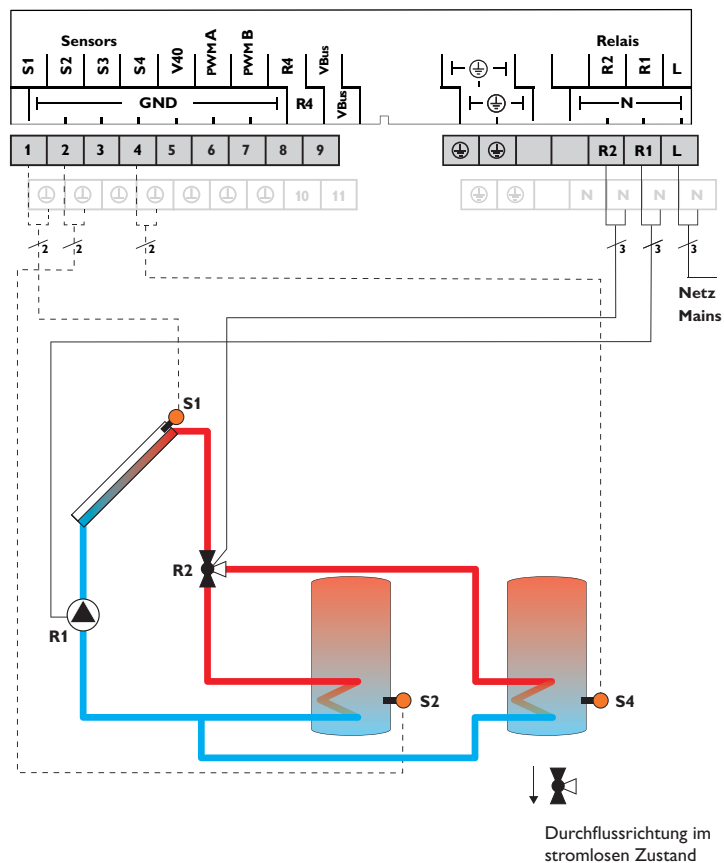 Sensors
Relais
S1 S2 S3 S4 V40 PWM A PWM B R4 VBus
R2 R1 L
GND
R4 VBus
N
1 2 3 4 5 6 7 8 9
R2 R1 L
10 11
N N N N
2 2 2
3 3 3
Netz
Mains
S1
R2
R1
S2
S4
Durchflussrichtung im
stromlosen Zustand